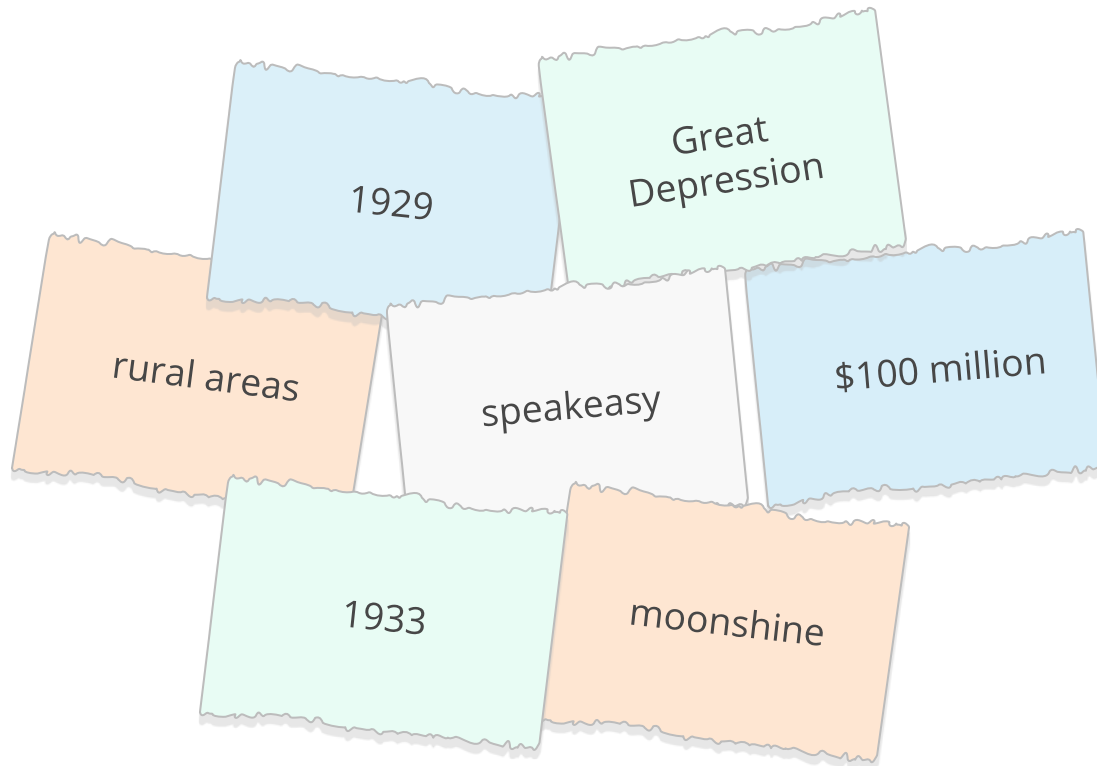 1929
Great
Depression
rural areas
speakeasy
$100 million
1933
moonshine